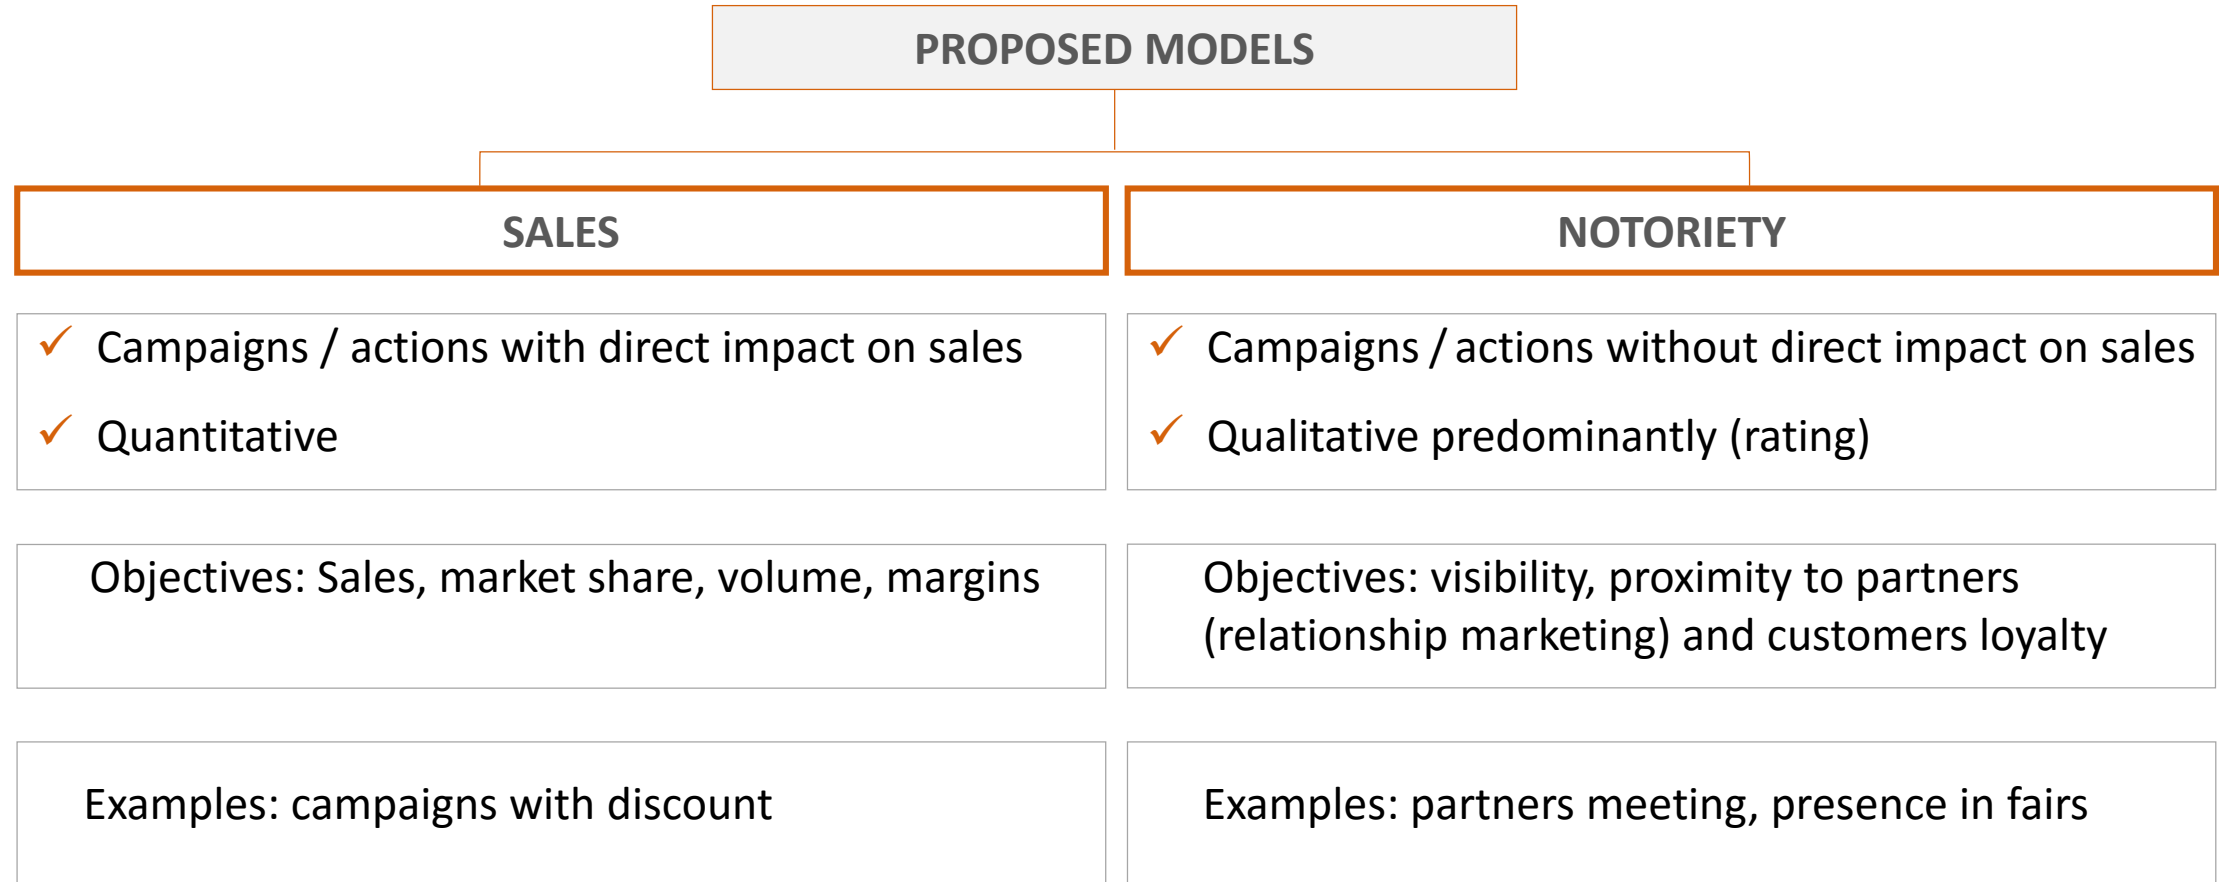 PROPOSED MODELS
SALES
NOTORIETY
✓ Campaigns / actions with direct impact on sales
✓ Quantitative
✓ Campaigns / actions without direct impact on sales
✓ Qualitative predominantly (rating)
Objectives: Sales, market share, volume, margins
Objectives: visibility, proximity to partners
(relationship marketing) and customers loyalty
Examples: campaigns with discount
Examples: partners meeting, presence in fairs